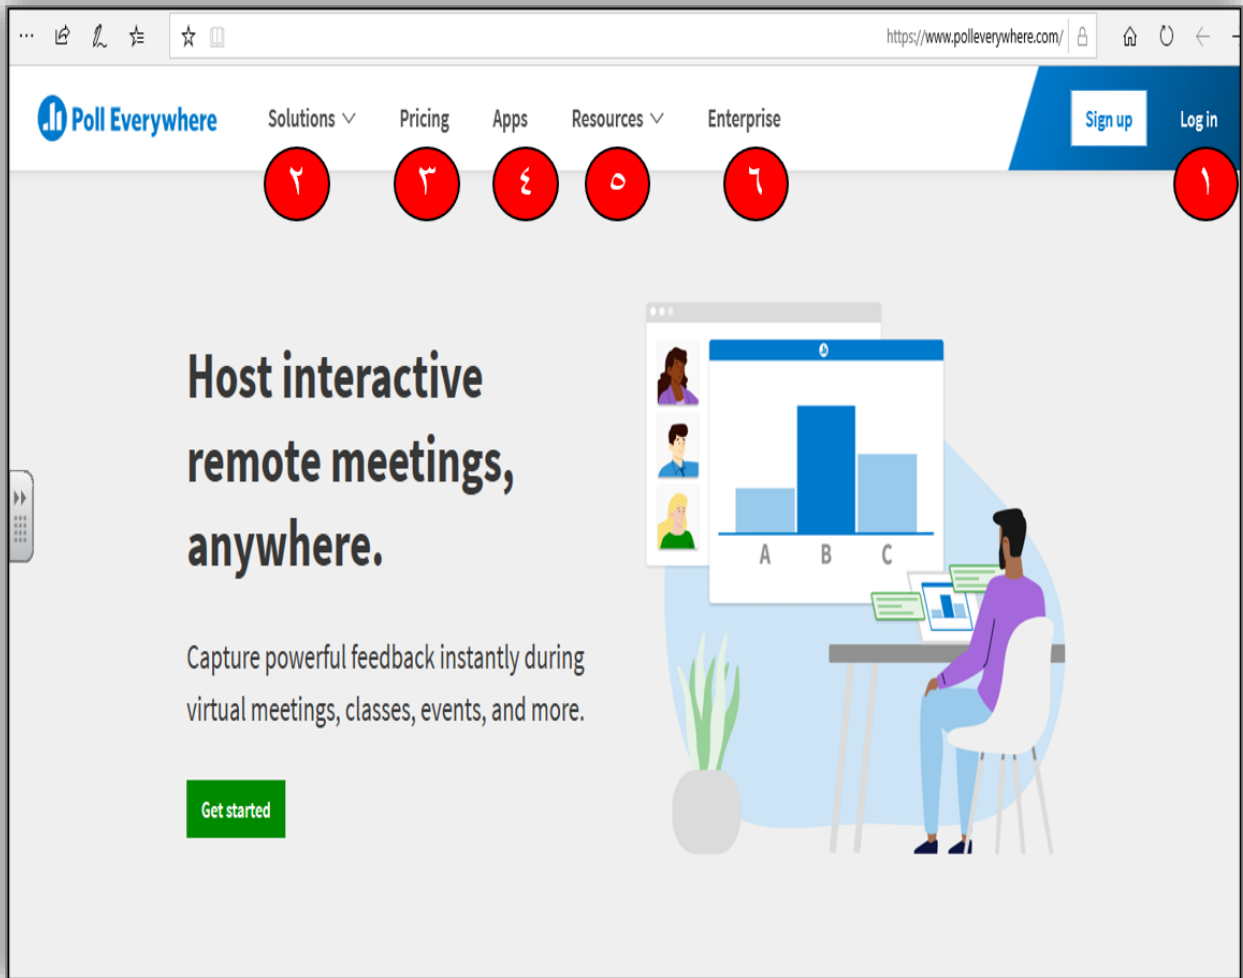 https://www.polleverywhere.com/
Poll Everywhere
Solutions
Pricing
Apps
Resources
Enterprise
Sign up
Log in
٢
٣
٤
٥
٦
١
Host interactive
remote meetings,
anywhere.
A B C
Capture powerful feedback instantly during
virtual meetings, classes, events, and more.
Get started